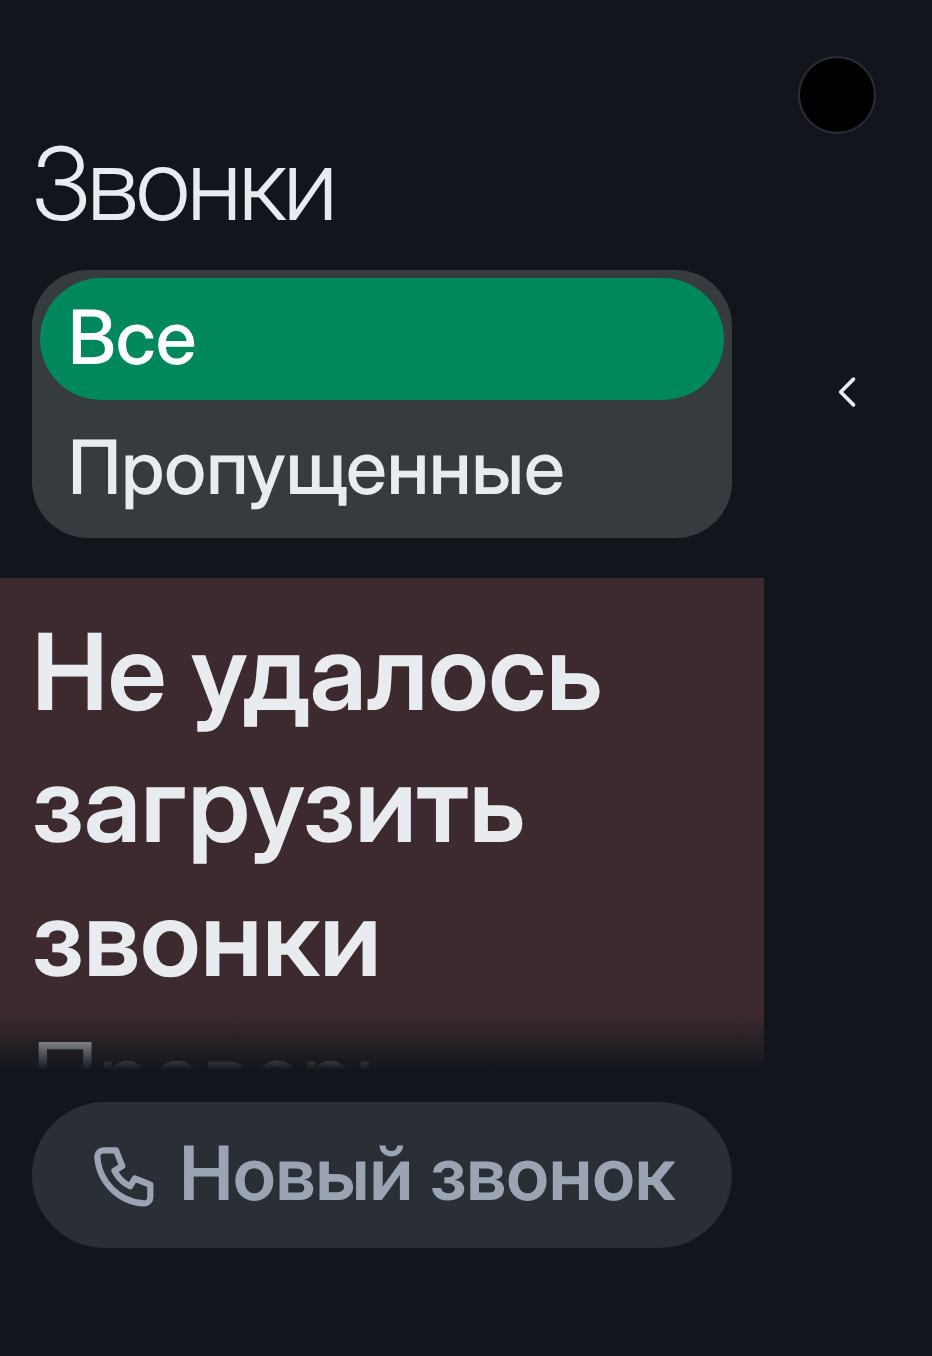 Звонки
Все
Пропущенные
Не удалось
загрузить
звонки
Новый звонок